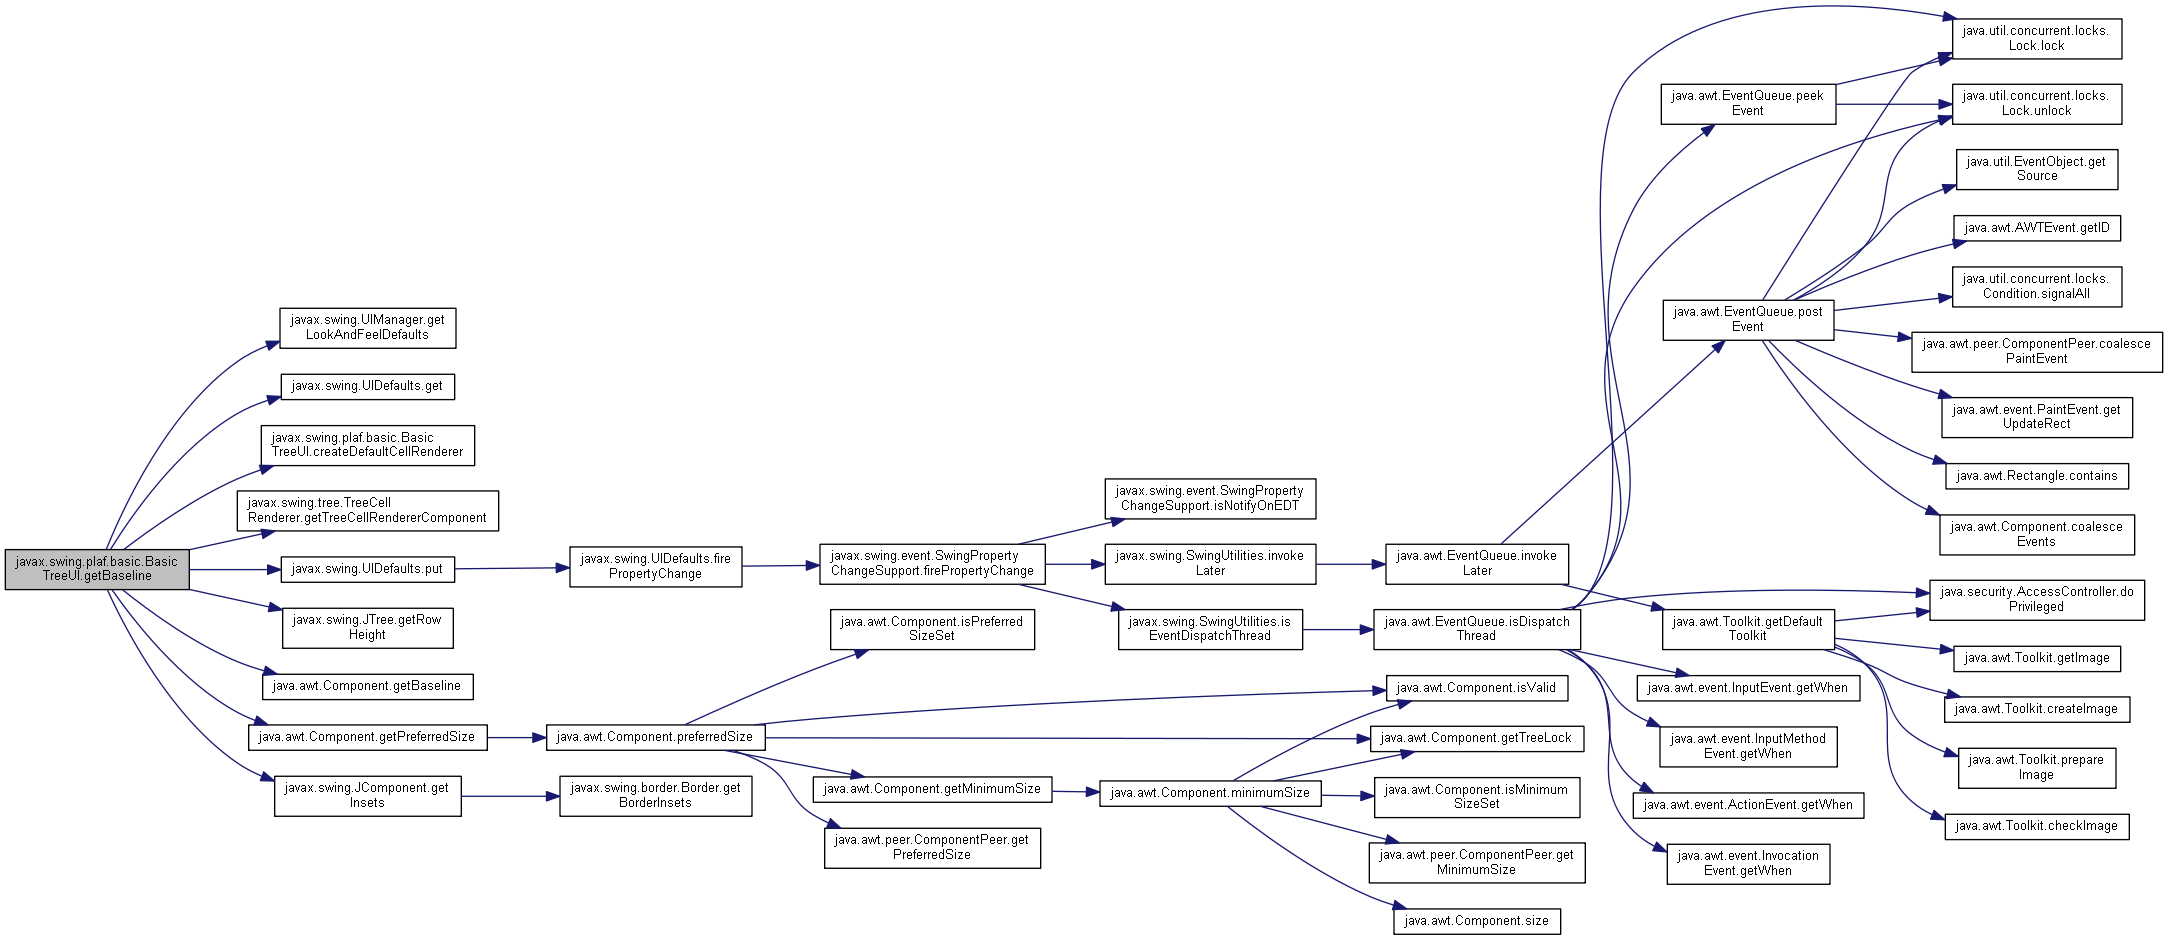 javax.swing.plaf.basic.Basic
TreeUI.getBaseline
javax.swing.UIManager.get
LookAndFeelDefaults
javax.swing.UIDefaults.get
javax.swing.plaf.basic.Basic
TreeUI.createDefaultCellRenderer
javax.swing.tree.TreeCell
Renderer.getTreeCellRendererComponent
javax.swing.UIDefaults.put
javax.swing.JTree.getRow
Height
java.awt.Component.getBaseline
java.awt.Component.getPreferredSize
javax.swing.JComponent.get
Insets
javax.swing.UIDefaults.fire
PropertyChange
java.awt.Component.preferredSize
javax.swing.border.Border.get
BorderInsets
javax.swing.event.SwingProperty
ChangeSupport.firePropertyChange
java.awt.Component.isPreferred
SizeSet
java.awt.Component.getMinimumSize
java.awt.peer.ComponentPeer.get
PreferredSize
javax.swing.event.SwingProperty
ChangeSupport.isNotifyOnEDT
javax.swing.SwingUtilities.invoke
Later
javax.swing.SwingUtilities.is
EventDispatchThread
java.awt.Component.minimumSize
java.awt.EventQueue.invoke
Later
java.awt.EventQueue.isDispatch
Thread
java.awt.Component.isValid
java.awt.Component.getTreeLock
java.awt.Component.isMinimum
SizeSet
java.awt.peer.ComponentPeer.get
MinimumSize
java.awt.Component.size
java.awt.EventQueue.peek
Event
java.awt.EventQueue.post
Event
java.awt.Toolkit.getDefault
Toolkit
java.awt.event.InputEvent.getWhen
java.awt.event.InputMethod
Event.getWhen
java.awt.event.ActionEvent.getWhen
java.awt.event.Invocation
Event.getWhen
java.util.concurrent.locks.
Lock.lock
java.util.concurrent.locks.
Lock.unlock
java.util.EventObject.get
Source
java.awt.AWTEvent.getID
java.util.concurrent.locks.
Condition.signalAll
java.awt.peer.ComponentPeer.coalesce
PaintEvent
java.awt.event.PaintEvent.get
UpdateRect
java.awt.Rectangle.contains
java.awt.Component.coalesce
Events
java.security.AccessController.do
Privileged
java.awt.Toolkit.getImage
java.awt.Toolkit.createImage
java.awt.Toolkit.prepare
Image
java.awt.Toolkit.checkImage